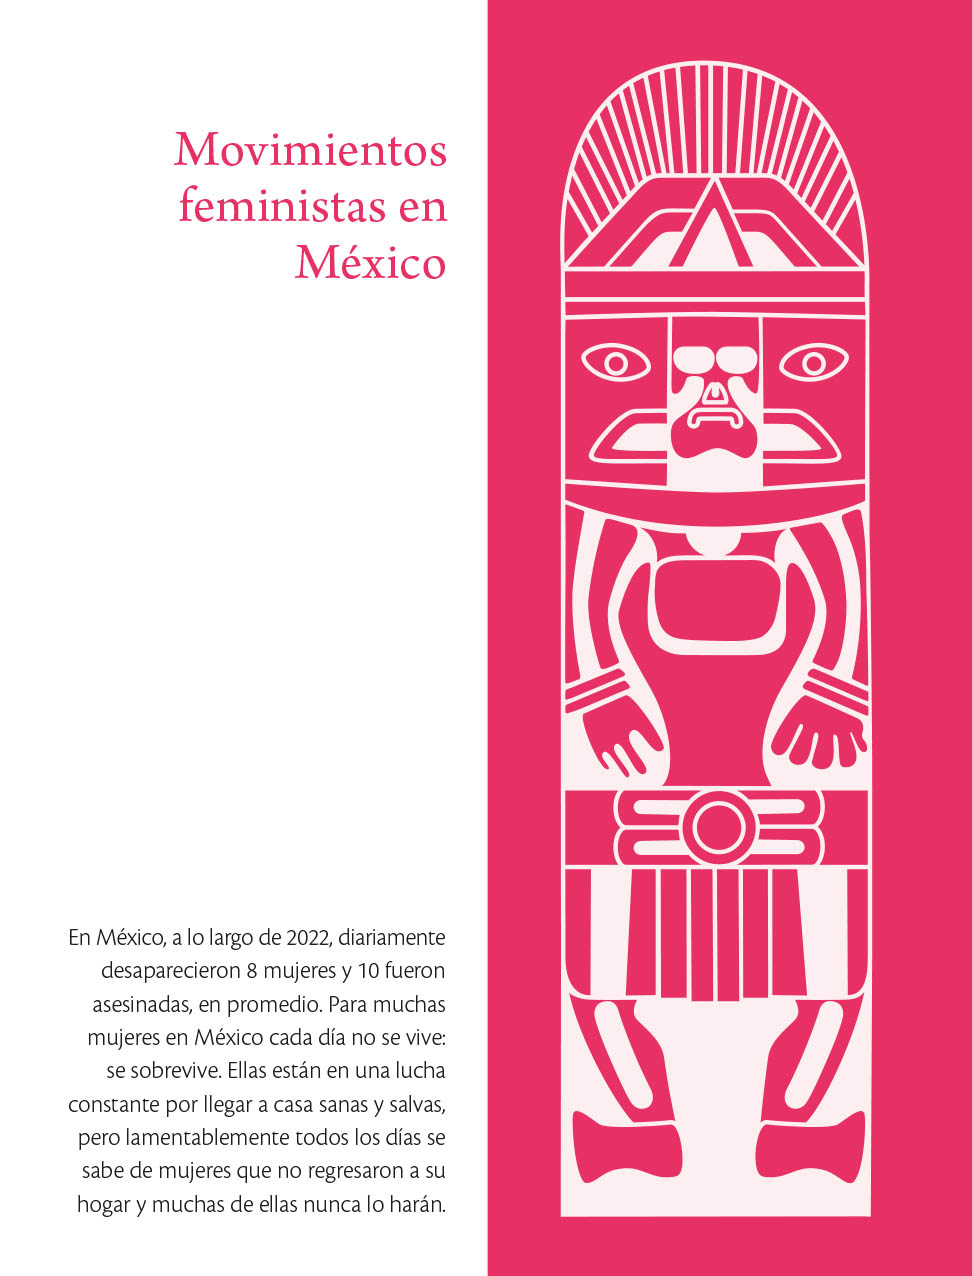 Movimientos
feministas en
México
En México, a lo largo de 2022, diariamente
desaparecieron 8 mujeres y 10 fueron
asesinadas, en promedio. Para muchas
mujeres en México cada día no se vive:
se sobrevive. Ellas están en una lucha
constante por llegar a casa sanas y salvas,
pero lamentablemente todos los días se
sabe de mujeres que no regresaron a su
hogar y muchas de ellas nunca lo harán.